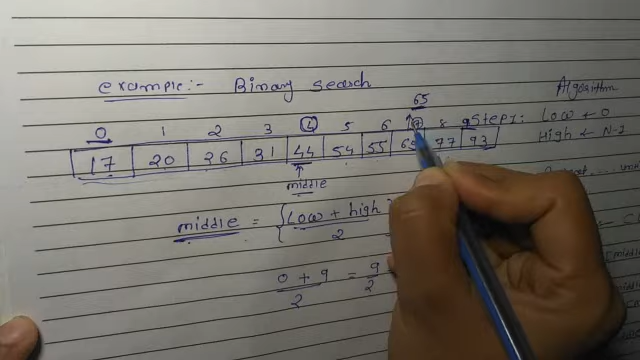 example:- Binary search
65
Algorithm
0 1 2 3 4 5 6 7 8 9 Step1: Low ← 0
17 20 26 31 44 54 55 65 77 93 High ← N-1
middle
middle = {Low + high
2
0 + 9 = 9
2 2